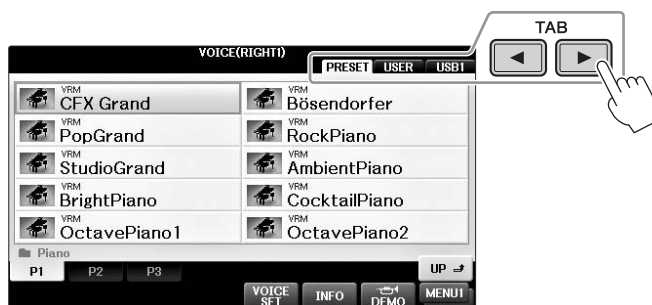 TAB
VOICE(RIGHT1)
PRESET USER USB1
VRM
CFX Grand
VRM
Bösendorfer
VRM
PopGrand
VRM
RockPiano
VRM
StudioGrand
VRM
AmbientPiano
VRM
BrightPiano
VRM
CocktailPiano
VRM
OctavePiano1
VRM
OctavePiano2
Piano
P1 P2 P3 UP
VOICE SET INFO DEMO MENU1